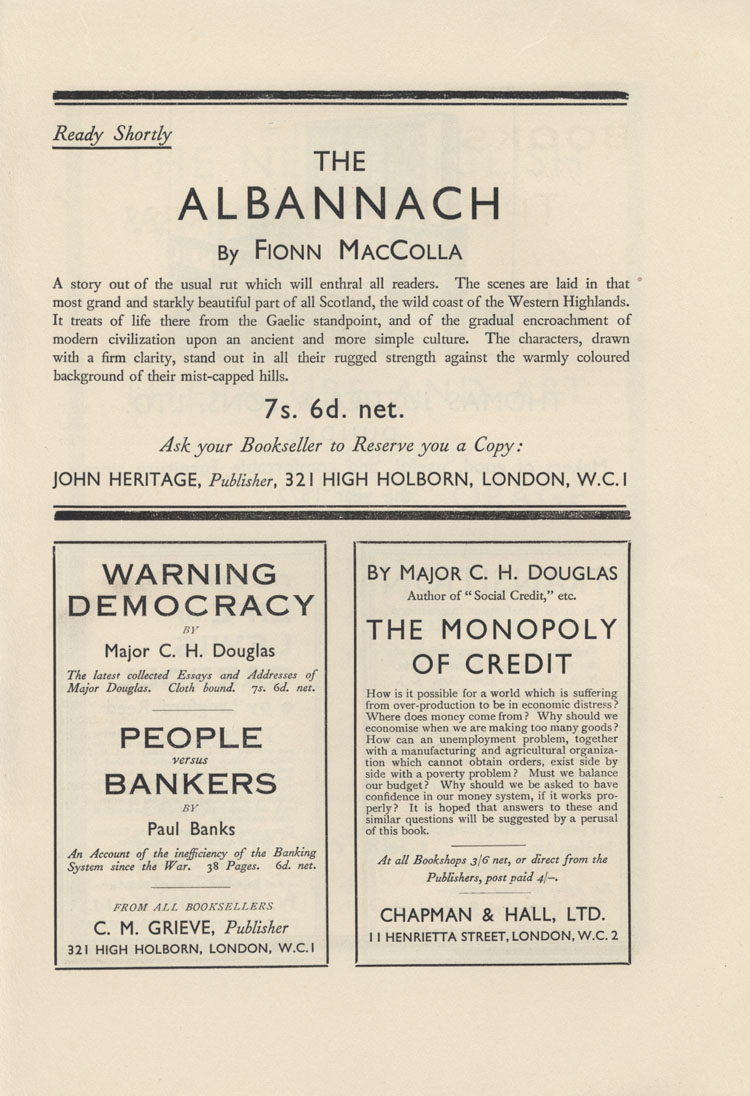 Ready Shortly
THE
ALBANNACH
By FIONN MACCOLLA
A story out of the usual rut which will enthral all readers. The scenes are laid in that
most grand and starkly beautiful part of all Scotland, the wild coast of the Western Highlands.
It treats of life there from the Gaelic standpoint, and of the gradual encroachment of
modern civilization upon an ancient and more simple culture. The characters, drawn
with a firm clarity, stand out in all their rugged strength against the warmly coloured
background of their mist-capped hills.
7s. 6d. net.
Ask your Bookseller to Reserve you a Copy:
JOHN HERITAGE, Publisher, 321 HIGH HOLBORN, LONDON, W.C.1
WARNING
DEMOCRACY
BY
Major C. H. Douglas
The latest collected Essays and Addresses of
Major Douglas. Cloth bound. 7s. 6d. net.
PEOPLE
versus
BANKERS
BY
Paul Banks
An Account of the inefficiency of the Banking
System since the War. 38 Pages. 6d. net.
FROM ALL BOOKSELLERS
C. M. GRIEVE, Publisher
321 HIGH HOLBORN, LONDON, W.C.1
BY MAJOR C. H. DOUGLAS
Author of "Social Credit," etc.
THE MONOPOLY
OF CREDIT
How is it possible for a world which is suffering
from over-production to be in economic distress?
Where does money come from? Why should we
economise when we are making too many goods?
How can an unemployment problem, together
with a manufacturing and agricultural organiza-
tion which cannot obtain orders, exist side by
side with a poverty problem? Must we balance
our budget? Why should we be asked to have
confidence in our money system, if it works pro-
perly? It is hoped that answers to these and
similar questions will be suggested by a perusal
of this book.
At all Bookshops 3/6 net, or direct from the
Publishers, post paid 4/–.
CHAPMAN & HALL, LTD.
11 HENRIETTA STREET, LONDON, W.C.2